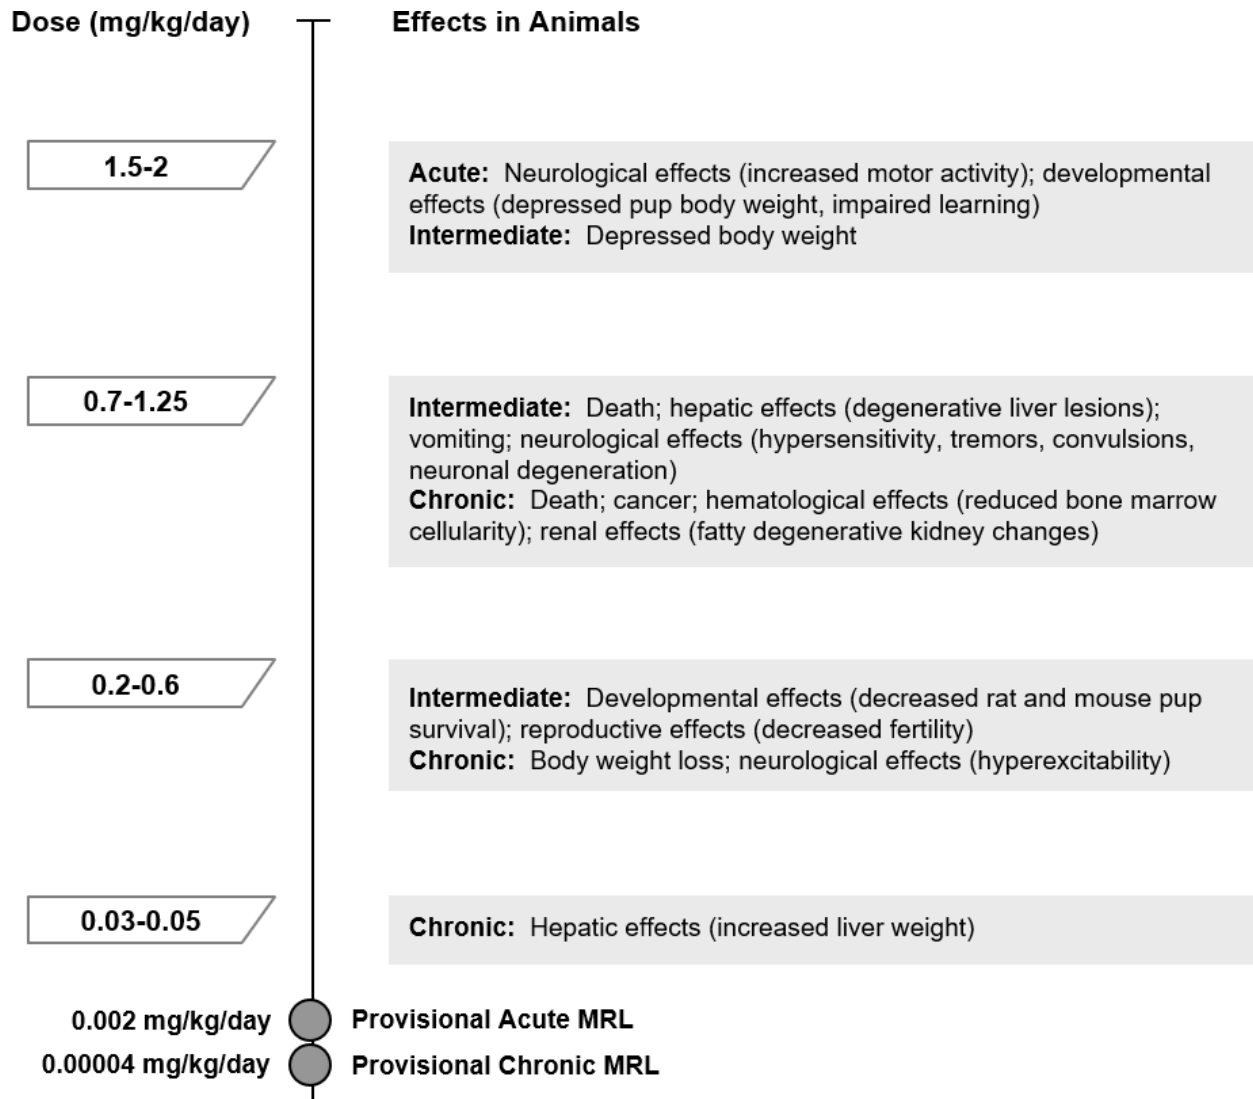 Dose (mg/kg/day)
Effects in Animals
1.5-2
Acute: Neurological effects (increased motor activity); developmental
effects (depressed pup body weight, impaired learning)
Intermediate: Depressed body weight
0.7-1.25
Intermediate: Death; hepatic effects (degenerative liver lesions);
vomiting; neurological effects (hypersensitivity, tremors, convulsions,
neuronal degeneration)
Chronic: Death; cancer; hematological effects (reduced bone marrow
cellularity); renal effects (fatty degenerative kidney changes)
0.2-0.6
Intermediate: Developmental effects (decreased rat and mouse pup
survival); reproductive effects (decreased fertility)
Chronic: Body weight loss; neurological effects (hyperexcitability)
0.03-0.05
Chronic: Hepatic effects (increased liver weight)
0.002 mg/kg/day
Provisional Acute MRL
0.00004 mg/kg/day
Provisional Chronic MRL